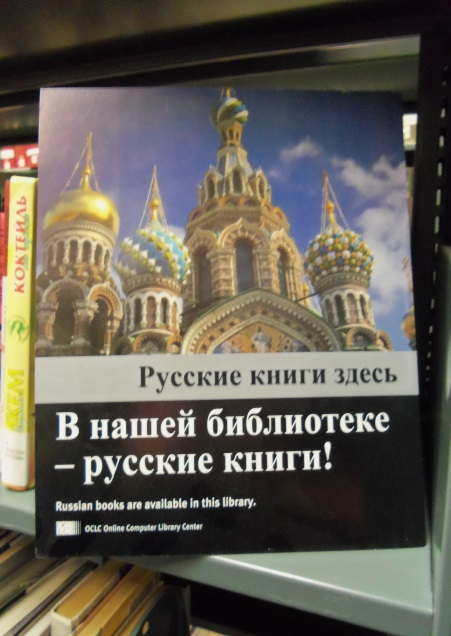 Русские книги здесь
В нашей библиотеке
– русские книги!
Russian books are available in this library.
OCLC Online Computer Library Center
КОКТЕЙЛЬ